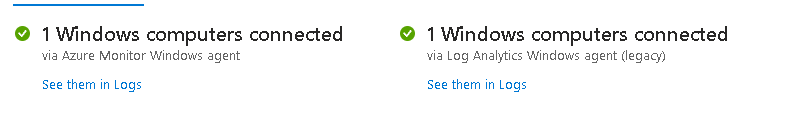 1 Windows computers connected
via Azure Monitor Windows agent
See them in Logs
1 Windows computers connected
via Log Analytics Windows agent (legacy)
See them in Logs